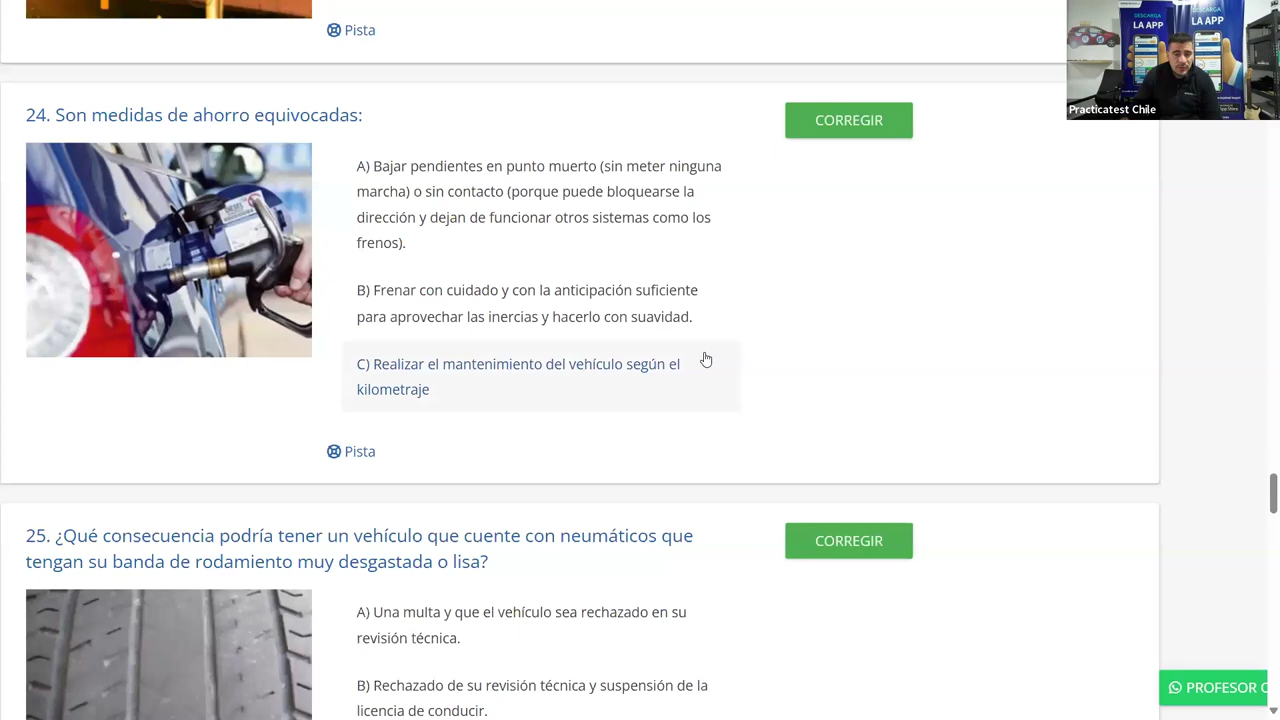 Pista
DESCARGA
LA APP
DESCARGA
LA APP
Practicatest Chile
24. Son medidas de ahorro equivocadas:
CORREGIR
A) Bajar pendientes en punto muerto (sin meter ninguna
marcha) o sin contacto (porque puede bloquearse la
dirección y dejan de funcionar otros sistemas como los
frenos).
B) Frenar con cuidado y con la anticipación suficiente
para aprovechar las inercias y hacerlo con suavidad.
C) Realizar el mantenimiento del vehículo según el
kilometraje
Pista
25. ¿Qué consecuencia podría tener un vehículo que cuente con neumáticos que
tengan su banda de rodamiento muy desgastada o lisa?
CORREGIR
A) Una multa y que el vehículo sea rechazado en su
revisión técnica.
B) Rechazado de su revisión técnica y suspensión de la
licencia de conducir.
PROFESOR